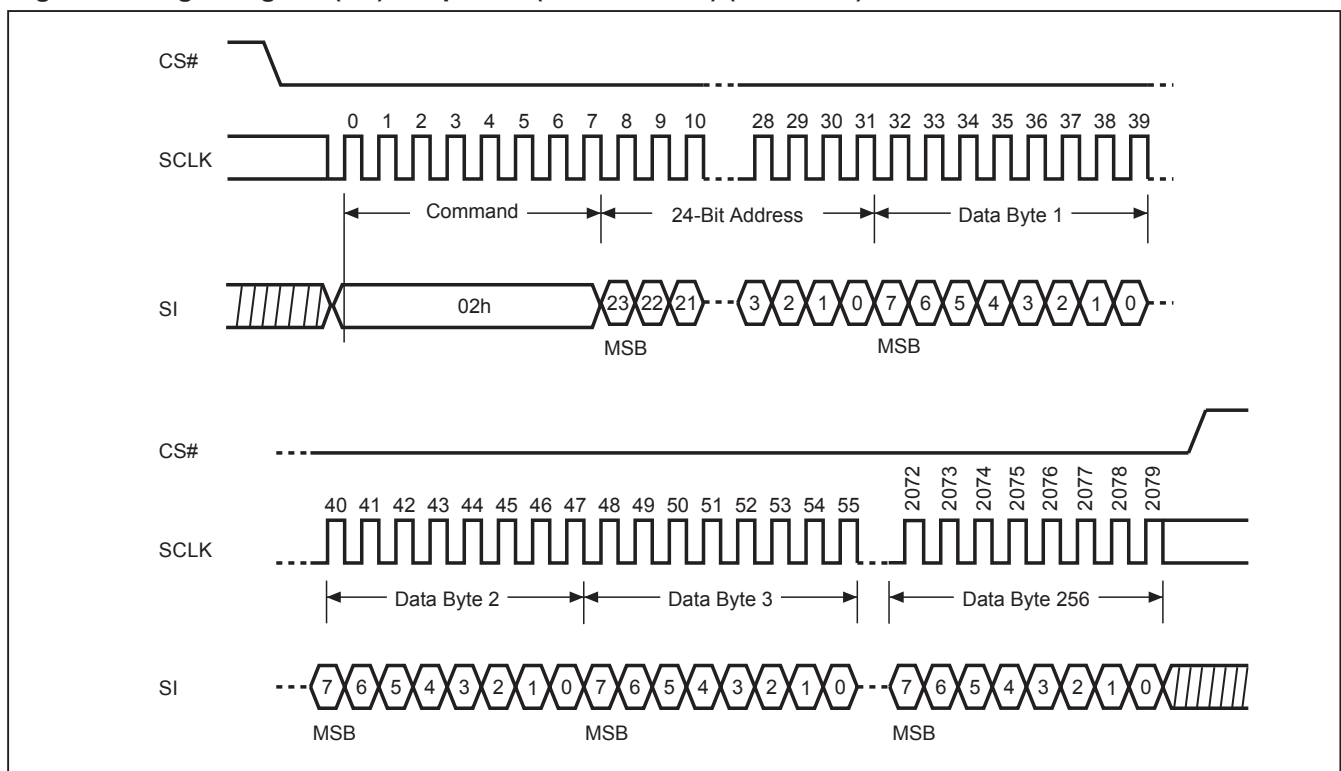 CS#
0 1 2 3 4 5 6 7 8 9 10 28 29 30 31 32 33 34 35 36 37 38 39
SCLK
Command 24-Bit Address Data Byte 1
SI 02h 23 22 21 3 2 1 0 7 6 5 4 3 2 1 0
MSB MSB
CS#
40 41 42 43 44 45 46 47 48 49 50 51 52 53 54 55 2072 2073 2074 2075 2076 2077 2078 2079
SCLK
Data Byte 2 Data Byte 3 Data Byte 256
SI 7 6 5 4 3 2 1 0 7 6 5 4 3 2 1 0 7 6 5 4 3 2 1 0
MSB MSB MSB